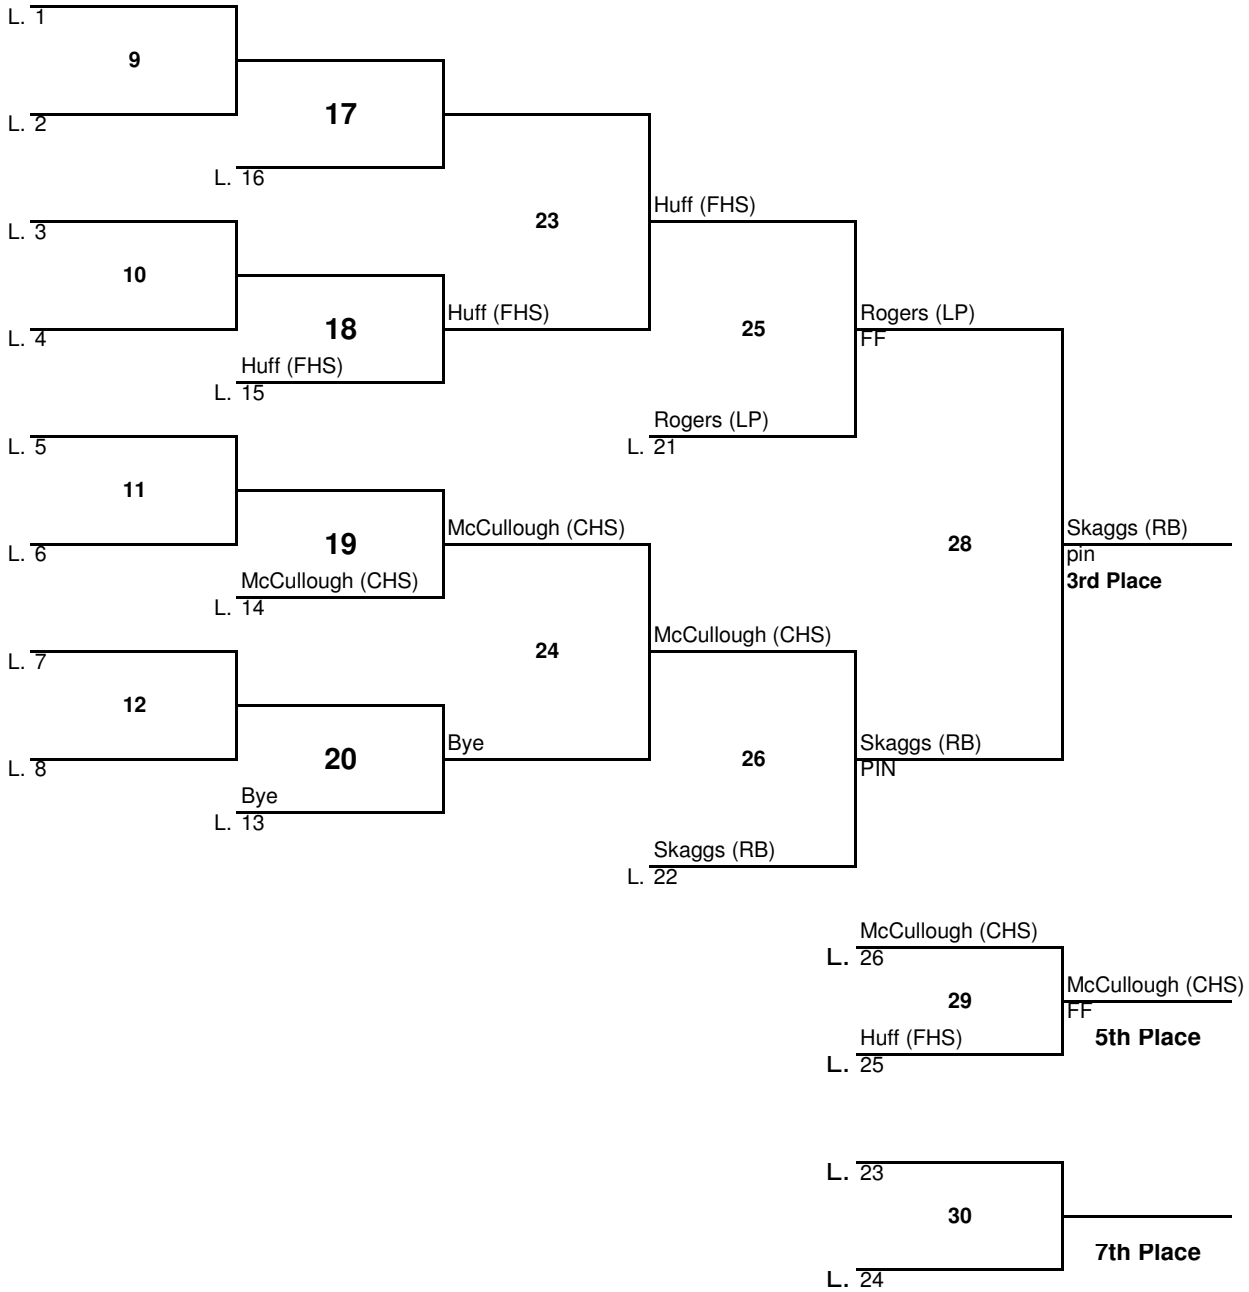 L. 1
9
L. 2
17
L. 16
23
Huff (FHS)
L. 3
10
L. 4
18
Huff (FHS)
Huff (FHS)
L. 15
25
Rogers (LP)
FF
Rogers (LP)
L. 21
L. 5
11
L. 6
19
McCullough (CHS)
McCullough (CHS)
L. 14
28
Skaggs (RB)
pin
3rd Place
L. 7
12
L. 8
24
McCullough (CHS)
20
Bye
Bye
L. 13
26
Skaggs (RB)
PIN
Skaggs (RB)
L. 22
McCullough (CHS)
L. 26
29
McCullough (CHS)
FF
5th Place
Huff (FHS)
L. 25
L. 23
30
7th Place
L. 24